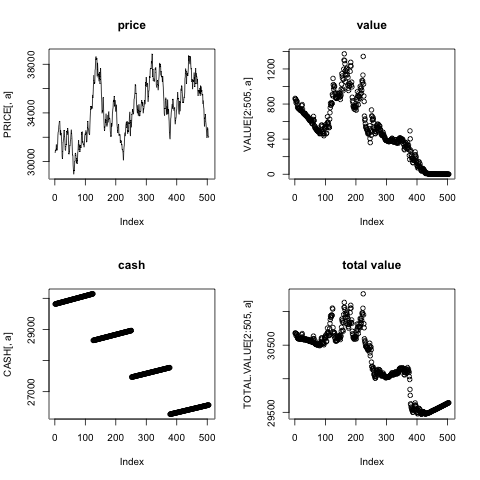 price
value
PRICE[, a]
30000 34000 38000
0 100 200 300 400 500
Index
VALUE[2:505, a]
0 400 800 1200
0 100 200 300 400 500
Index
cash
total value
CASH[, a]
27000 29000
0 100 200 300 400 500
Index
TOTAL.VALUE[2:505, a]
29500 30500
0 100 200 300 400 500
Index